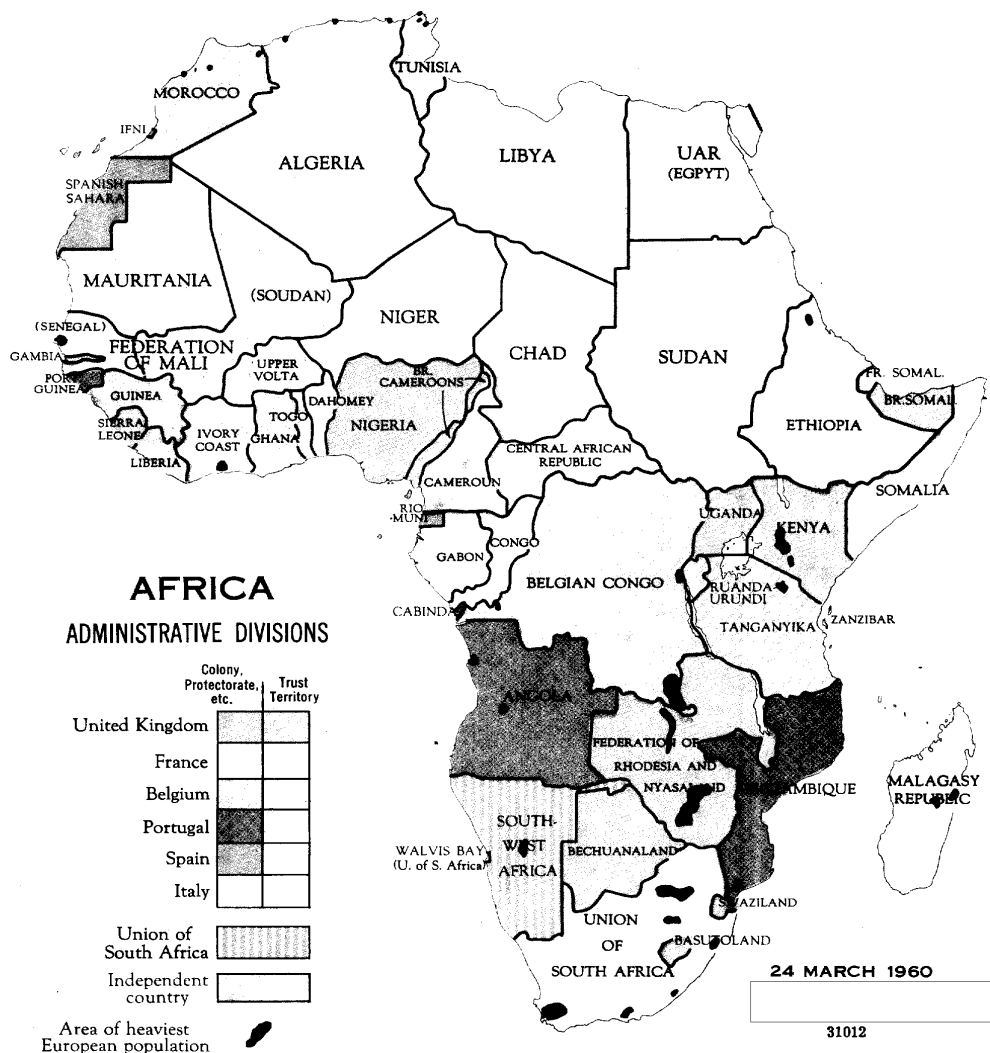 TUNISIA
MOROCCO
IFNI
ALGERIA
LIBYA
UAR
(EGPYT)
SPANISH
SAHARA
MAURITANIA
(SOUDAN)
NIGER
CHAD
SUDAN
(SENEGAL)
FEDERATION
OF MALI
GAMBIA
PORT.
GUINEA
UPPER
VOLTA
BR.
CAMEROONS
FR. SOMAL.
BR. SOMAL.
GUINEA
DAHOMEY
TOGO
NIGERIA
ETHIOPIA
SIERRA
LEONE
IVORY
COAST
GHANA
LIBERIA
CENTRAL AFRICAN
REPUBLIC
CAMEROUN
SOMALIA
RIO
MUNI
UGANDA
KENYA
GABON
CONGO
BELGIAN CONGO
RUANDA-
URUNDI
CABINDA
TANGANYIKA
ZANZIBAR
ANGOLA
FEDERATION OF
RHODESIA AND
NYASALAND
MOZAMBIQUE
MALAGASY
REPUBLIC
SOUTH-
WEST
AFRICA
WALVIS BAY
(U. of S. Africa)
BECHUANALAND
SWAZILAND
UNION
OF
SOUTH AFRICA
BASUTOLAND
AFRICA
ADMINISTRATIVE DIVISIONS
Colony,
Protectorate,
etc.
Trust
Territory
United Kingdom
France
Belgium
Portugal
Spain
Italy
Union of
South Africa
Independent
country
Area of heaviest
European population
24 MARCH 1960
31012